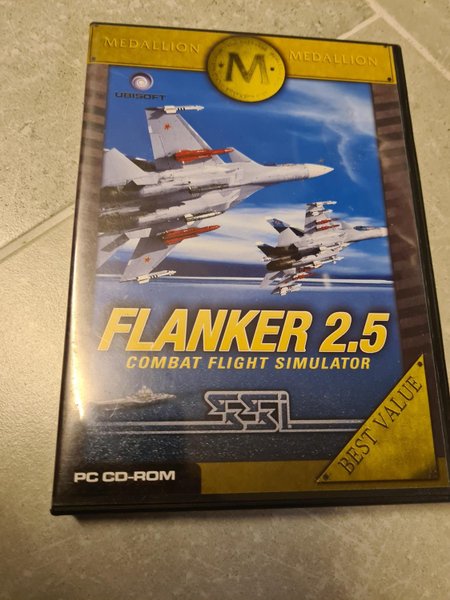 MEDALLION M MEDALLION
UBISOFT
FLANKER 2.5
COMBAT FLIGHT SIMULATOR
SSI
BEST VALUE
PC CD-ROM